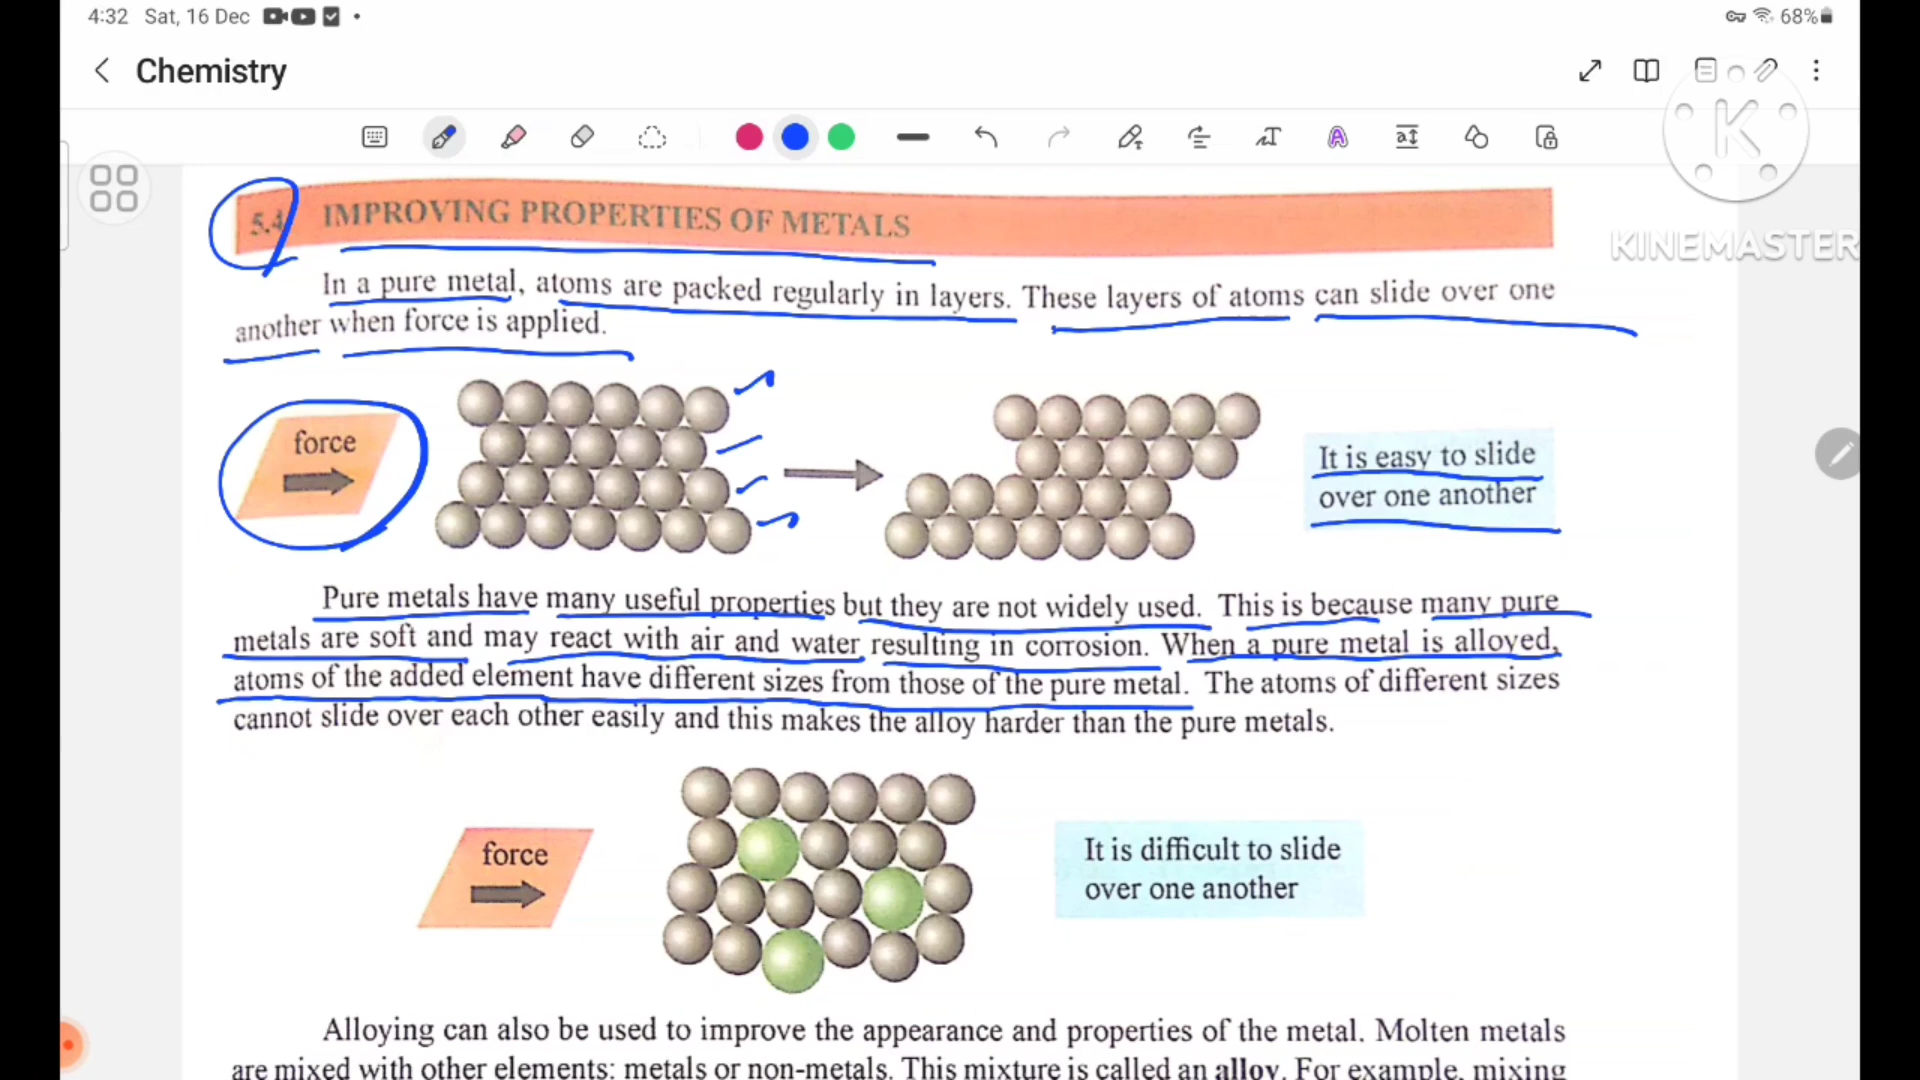 4:32 Sat, 16 Dec
68%
Chemistry
KINEMASTER
5.4 IMPROVING PROPERTIES OF METALS
In a pure metal, atoms are packed regularly in layers. These layers of atoms can slide over one
another when force is applied.
force
It is easy to slide
over one another
Pure metals have many useful properties but they are not widely used. This is because many pure
metals are soft and may react with air and water resulting in corrosion. When a pure metal is alloyed,
atoms of the added element have different sizes from those of the pure metal. The atoms of different sizes
cannot slide over each other easily and this makes the alloy harder than the pure metals.
force
It is difficult to slide
over one another
Alloying can also be used to improve the appearance and properties of the metal. Molten metals
are mixed with other elements: metals or non-metals. This mixture is called an alloy. For example, mixing